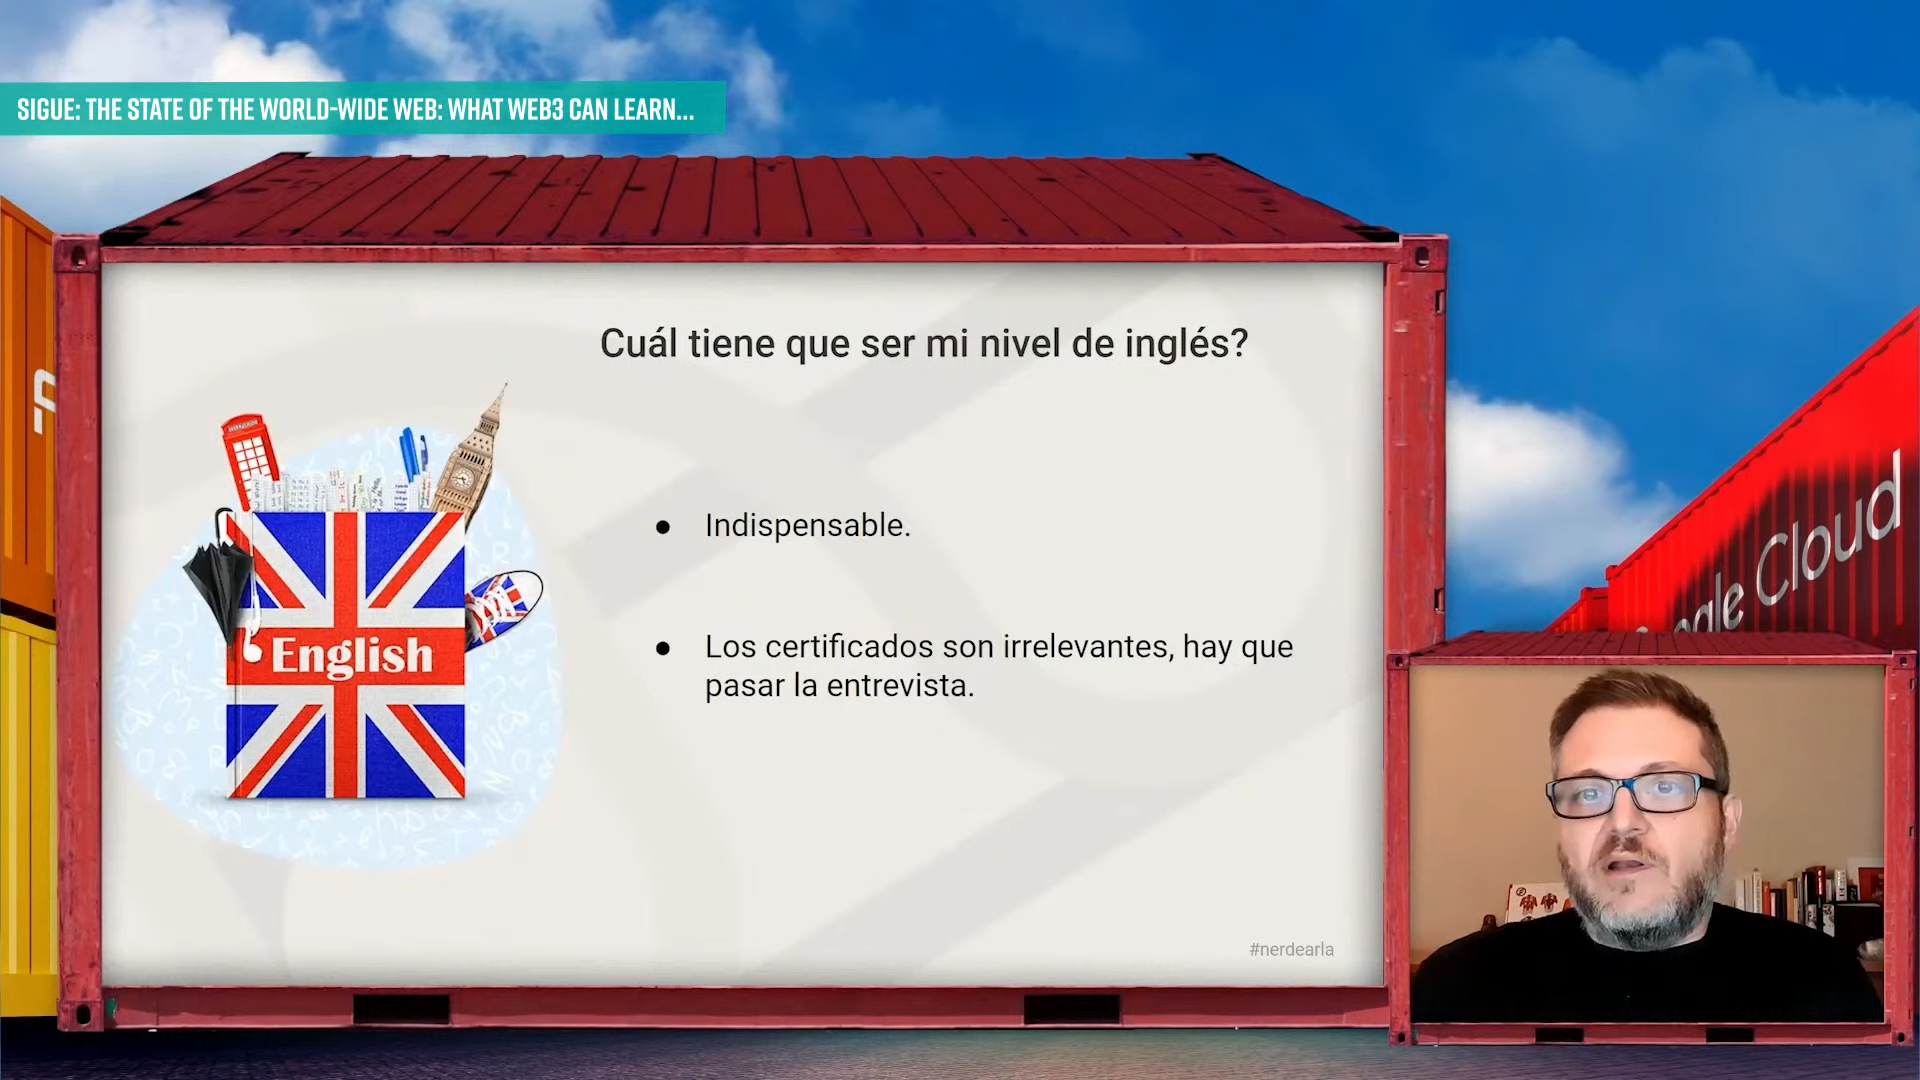 SIGUE: THE STATE OF THE WORLD-WIDE WEB: WHAT WEB3 CAN LEARN...
Cuál tiene que ser mi nivel de inglés?
● Indispensable.
● Los certificados son irrelevantes, hay que
pasar la entrevista.
English
#nerdearla
Cloud